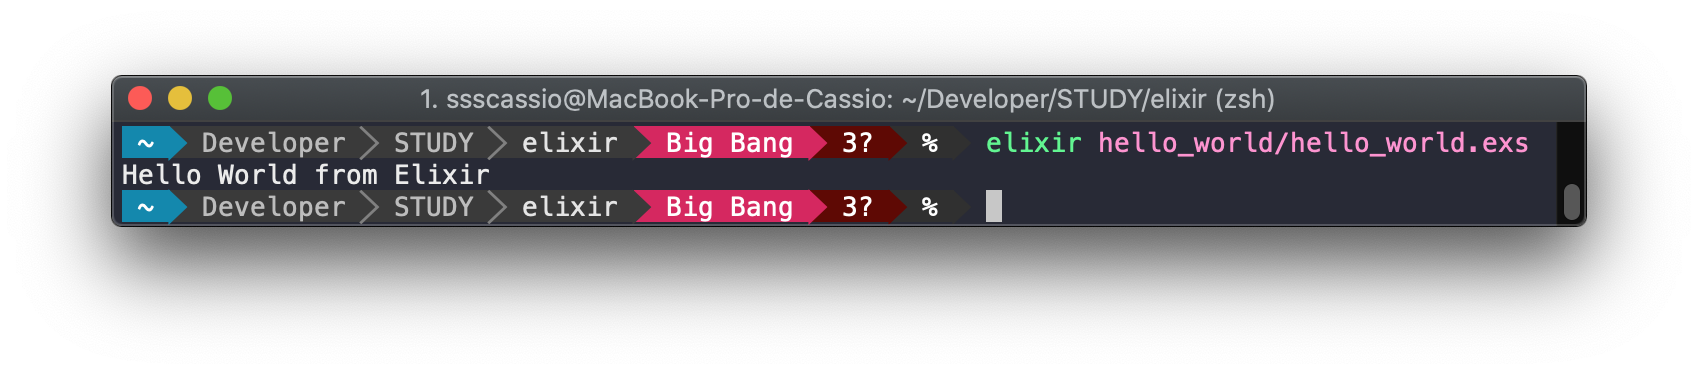 1. ssscassio@MacBook-Pro-de-Cassio: ~/Developer/STUDY/elixir (zsh)
~ Developer STUDY elixir Big Bang 3? % elixir hello_world/hello_world.exs
Hello World from Elixir
~ Developer STUDY elixir Big Bang 3? %